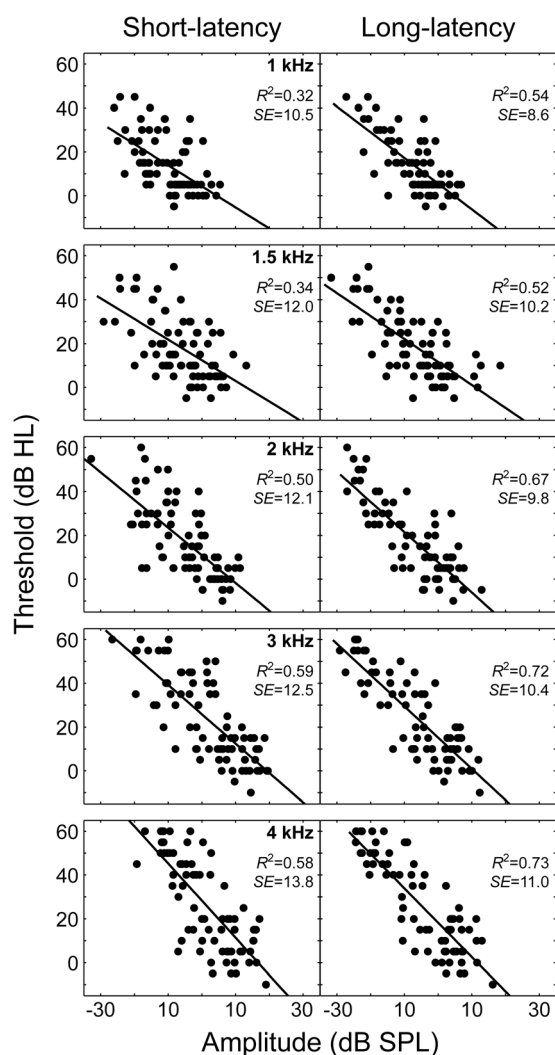 Short-latency Long-latency
1 kHz
60
40
20
0
R²=0.32
SE=10.5
R²=0.54
SE=8.6
1.5 kHz
60
40
20
0
R²=0.34
SE=12.0
R²=0.52
SE=10.2
2 kHz
60
40
20
0
R²=0.50
SE=12.1
R²=0.67
SE=9.8
3 kHz
60
40
20
0
R²=0.59
SE=12.5
R²=0.72
SE=10.4
4 kHz
60
40
20
0
R²=0.58
SE=13.8
R²=0.73
SE=11.0
Threshold (dB HL)
-30 -10 10 30 -30 -10 10 30
Amplitude (dB SPL)